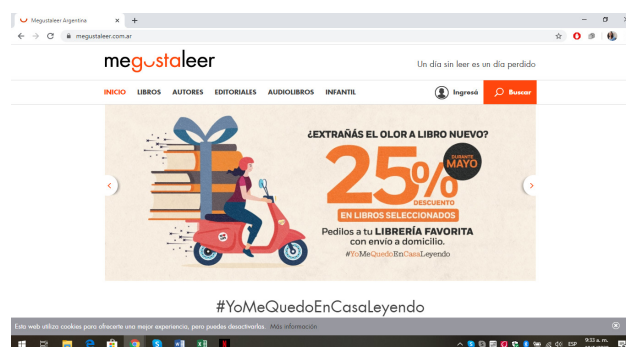 Megustaleer Argentina
megustaleer.com.ar
megustaleer
Un día sin leer es un día perdido
INICIO LIBROS AUTORES EDITORIALES AUDIOLIBROS INFANTIL Ingresá Buscar
¿EXTRAÑÁS EL OLOR A LIBRO NUEVO?
25%
DURANTE
MAYO
DESCUENTO
EN LIBROS SELECCIONADOS
Pedilos a tu LIBRERÍA FAVORITA
con envío a domicilio.
#YoMeQuedoEnCasaLeyendo
#YoMeQuedoEnCasaLeyendo
Esta web utiliza cookies para ofrecerte una mejor experiencia, pero puedes desactivarlas. Más información
ESP
9:53 a. m.